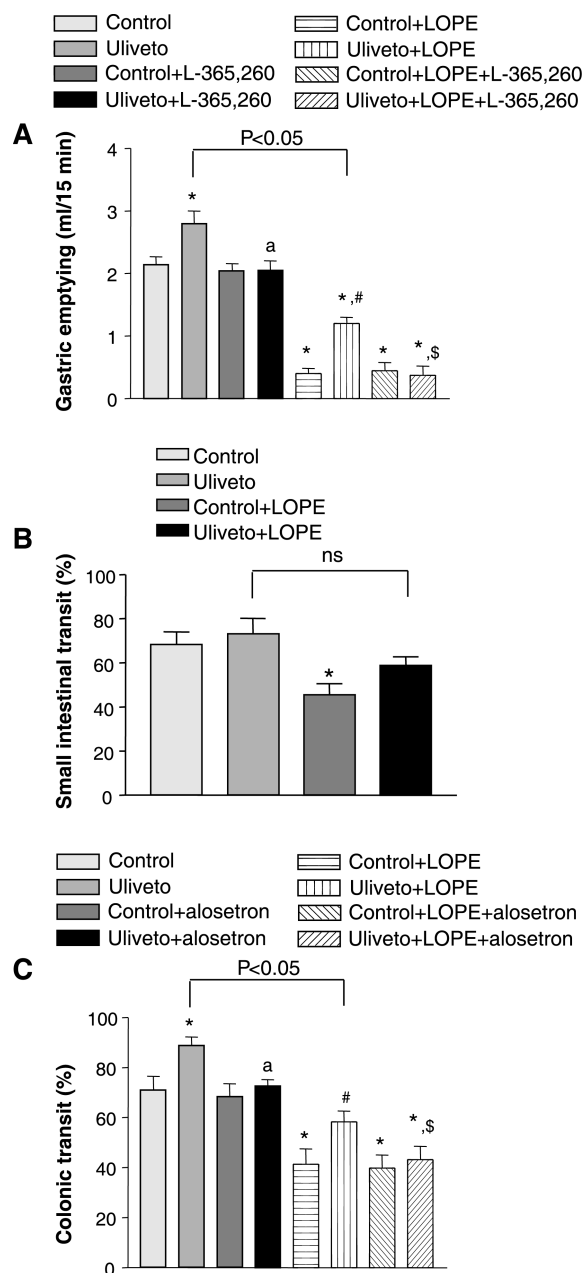 Control
Uliveto
Control+L-365,260
Uliveto+L-365,260
Control+LOPE
Uliveto+LOPE
Control+LOPE+L-365,260
Uliveto+LOPE+L-365,260
A
P<0.05
Gastric emptying (ml/15 min)
4
3
2
1
0
*
a
*
*,#
*
*,$
Control
Uliveto
Control+LOPE
Uliveto+LOPE
B
ns
Small intestinal transit (%)
100
80
60
40
20
0
*
Control
Uliveto
Control+alosetron
Uliveto+alosetron
Control+LOPE
Uliveto+LOPE
Control+LOPE+alosetron
Uliveto+LOPE+alosetron
C
P<0.05
Colonic transit (%)
100
80
60
40
20
0
*
a
*
#
*
*,$